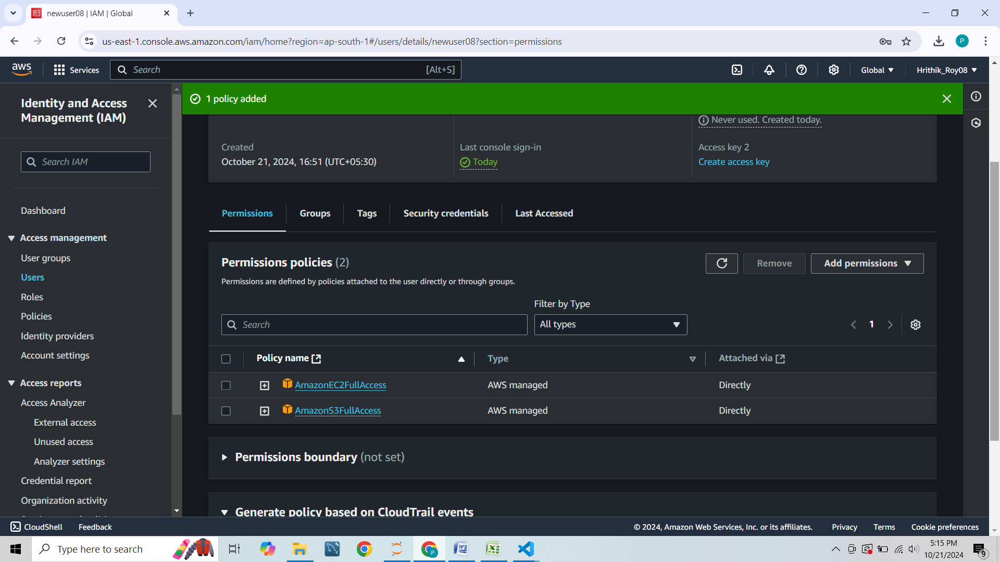 newuser08 | IAM | Global
us-east-1.console.aws.amazon.com/iam/home?region=ap-south-1#/users/details/newuser08?section=permissions
P
aws
Services
Search
[Alt+S]
Global
Hrithik_Roy08
Identity and Access
Management (IAM)
Search IAM
Dashboard
Access management
User groups
Users
Roles
Policies
Identity providers
Account settings
Access reports
Access Analyzer
External access
Unused access
Analyzer settings
Credential report
Organization activity
1 policy added
Never used. Created today.
Created
October 21, 2024, 16:51 (UTC+05:30)
Last console sign-in
Today
Access key 2
Create access key
Permissions
Groups
Tags
Security credentials
Last Accessed
Permissions policies (2)
Permissions are defined by policies attached to the user directly or through groups.
Remove
Add permissions
Filter by Type
Search
All types
1
Policy name
Type
Attached via
AmazonEC2FullAccess
AWS managed
Directly
AmazonS3FullAccess
AWS managed
Directly
Permissions boundary (not set)
Generate policy based on CloudTrail events
CloudShell
Feedback
© 2024, Amazon Web Services, Inc. or its affiliates.
Privacy
Terms
Cookie preferences
Type here to search
5:15 PM
10/21/2024
9